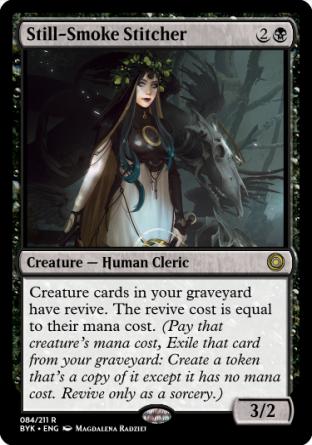 Still-Smoke Stitcher 2
Creature — Human Cleric
Creature cards in your graveyard
have revive. The revive cost is equal
to their mana cost. (Pay that
creature's mana cost, Exile that card
from your graveyard: Create a token
that's a copy of it except it has no mana
cost. Revive only as a sorcery.)
3/2
084/211 R
BYK • ENG Magdalena Radziej